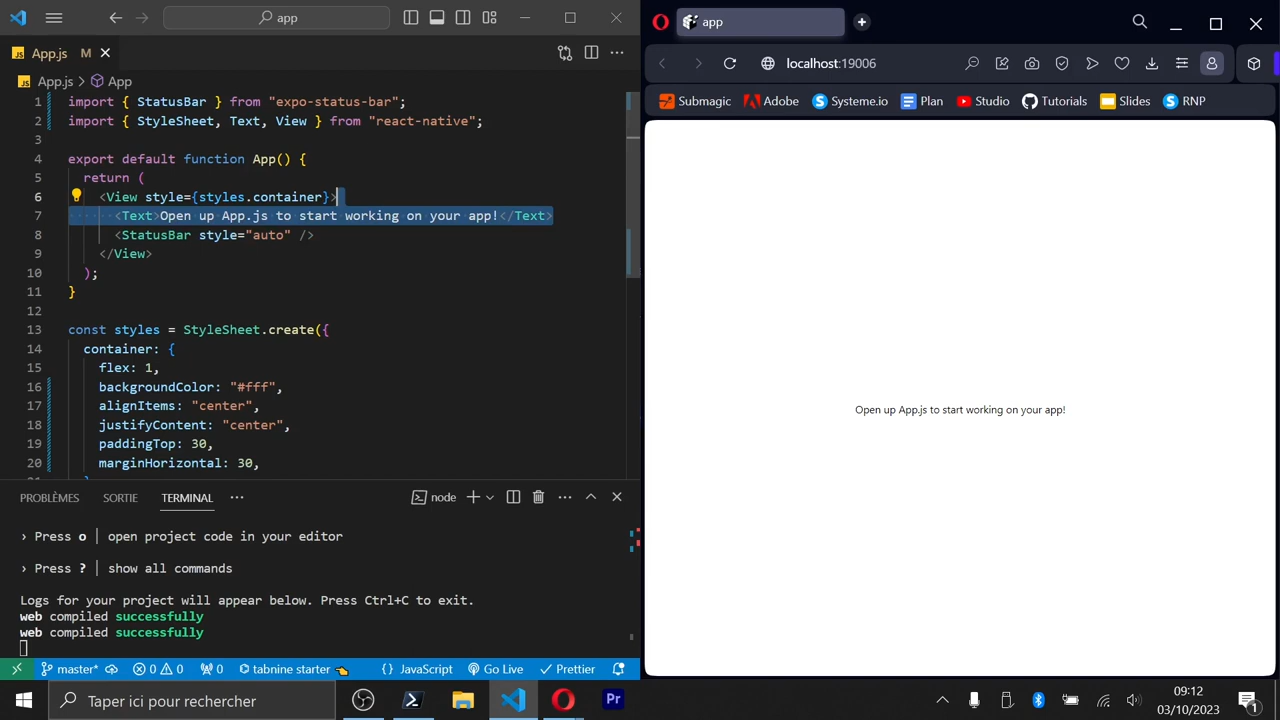 app
App.js M
App.js > App
1 import { StatusBar } from "expo-status-bar";
2 import { StyleSheet, Text, View } from "react-native";
3
4 export default function App() {
5 return (
6 <View style={styles.container}>
7 <Text>Open up App.js to start working on your app!</Text>
8 <StatusBar style="auto" />
9 </View>
10 );
11 }
12
13 const styles = StyleSheet.create({
14 container: {
15 flex: 1,
16 backgroundColor: "#fff",
17 alignItems: "center",
18 justifyContent: "center",
19 paddingTop: 30,
20 marginHorizontal: 30,
PROBLÈMES SORTIE TERMINAL node
› Press o | open project code in your editor
› Press ? | show all commands
Logs for your project will appear below. Press Ctrl+C to exit.
web compiled successfully
web compiled successfully
master* 0 0 0 tabnine starter JavaScript Go Live Prettier
app
localhost:19006
Submagic Adobe Systeme.io Plan Studio Tutorials Slides RNP
Open up App.js to start working on your app!
Taper ici pour rechercher
Pr
09:12
03/10/2023
1